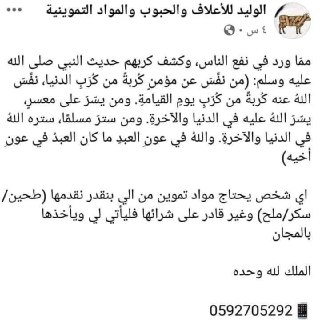 الوليد للأعلاف والحبوب والمواد التموينية
٤ س ·
مما ورد في نفع الناس، وكشف كربهم حديث النبي صلى الله
عليه وسلم: (من نفَّسَ عن مؤمنٍ كُربةً من كُرَبِ الدنيا، نفَّسَ
اللهُ عنه كُربةً من كُرَبِ يومِ القيامةِ. ومن يسّرَ على معسرٍ،
يسّرَ اللهُ عليه في الدنيا والآخرةِ. ومن سترَ مسلمًا، ستره اللهُ
في الدنيا والآخرةِ. واللهُ في عونِ العبدِ ما كان العبدُ في عونِ
أخيه)
اي شخص يحتاج مواد تموين من الي بنقدر نقدمها (طحين/
سكر/ملح) وغير قادر على شرائها فليأتي لي ويأخذها
بالمجان
الملك لله وحده
0592705292